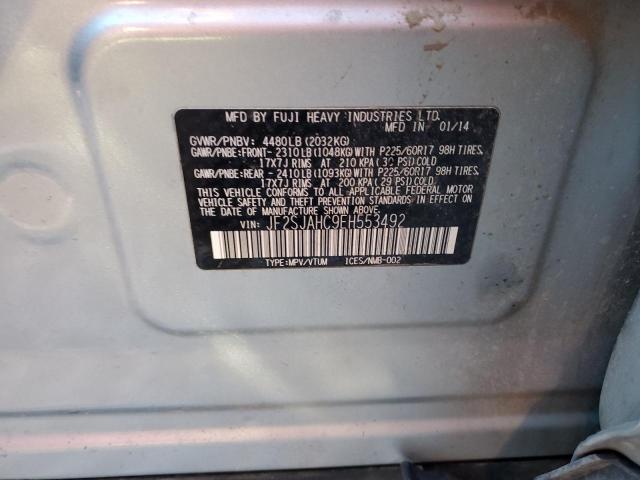 MFD BY FUJI HEAVY INDUSTRIES LTD.
MFD IN 01/14
GVWR/PNBV: 4480LB (2032KG)
GAWR/PNBE: FRONT- 2310LB (1048KG) WITH P225/60R17 98H TIRES,
17X7J RIMS AT 210 KPA (30 PSI) COLD
GAWR/PNBE: REAR - 2410LB (1093KG) WITH P225/60R17 98H TIRES,
17X7J RIMS AT 200 KPA (29 PSI) COLD
THIS VEHICLE CONFORMS TO ALL APPLICABLE FEDERAL MOTOR
VEHICLE SAFETY AND THEFT PREVENTION STANDARDS IN EFFECT
ON THE DATE OF MANUFACTURE SHOWN ABOVE.
VIN: JF2SJAHC9EH553492
TYPE: MPV/VTUM ICES/NMB-002